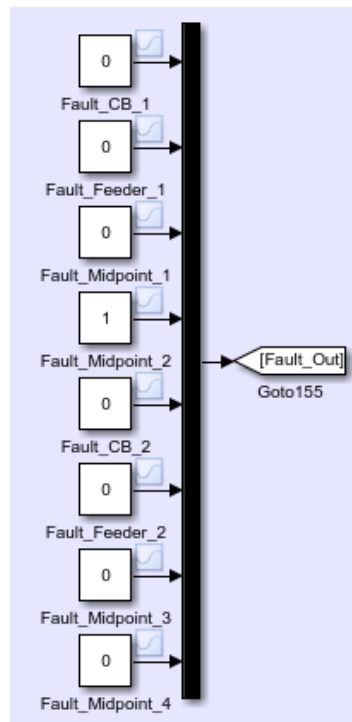 0
Fault_CB_1
0
Fault_Feeder_1
0
Fault_Midpoint_1
1
Fault_Midpoint_2
0
Fault_CB_2
0
Fault_Feeder_2
0
Fault_Midpoint_3
0
Fault_Midpoint_4
[Fault_Out]
Goto155